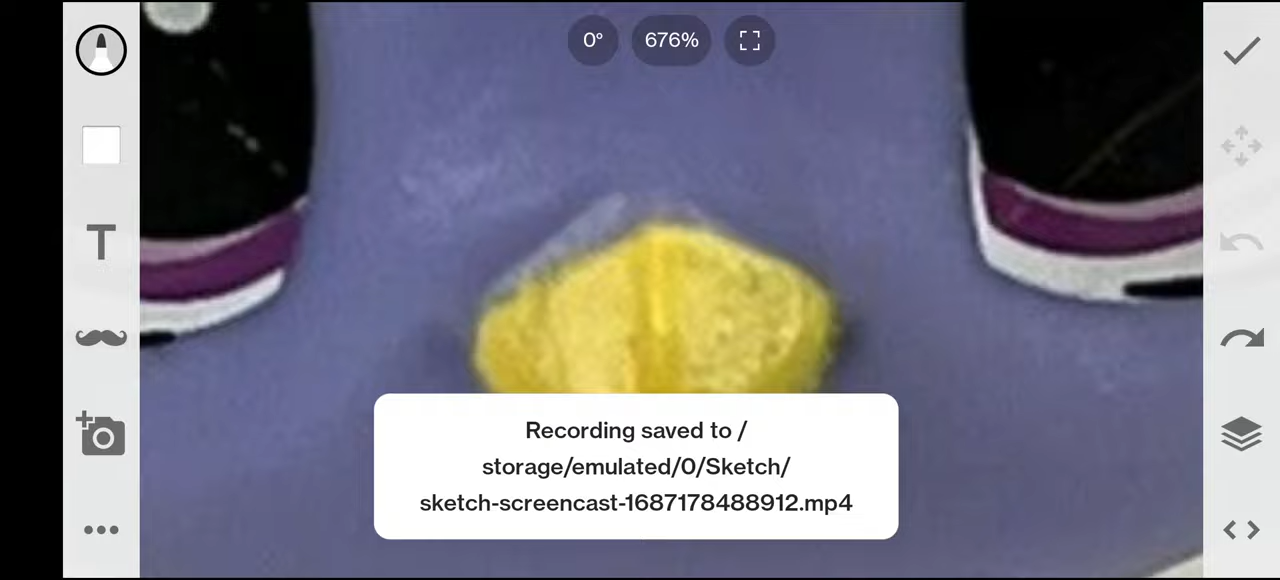 0°
676%
T
Recording saved to /
storage/emulated/0/Sketch/
sketch-screencast-1687178488912.mp4